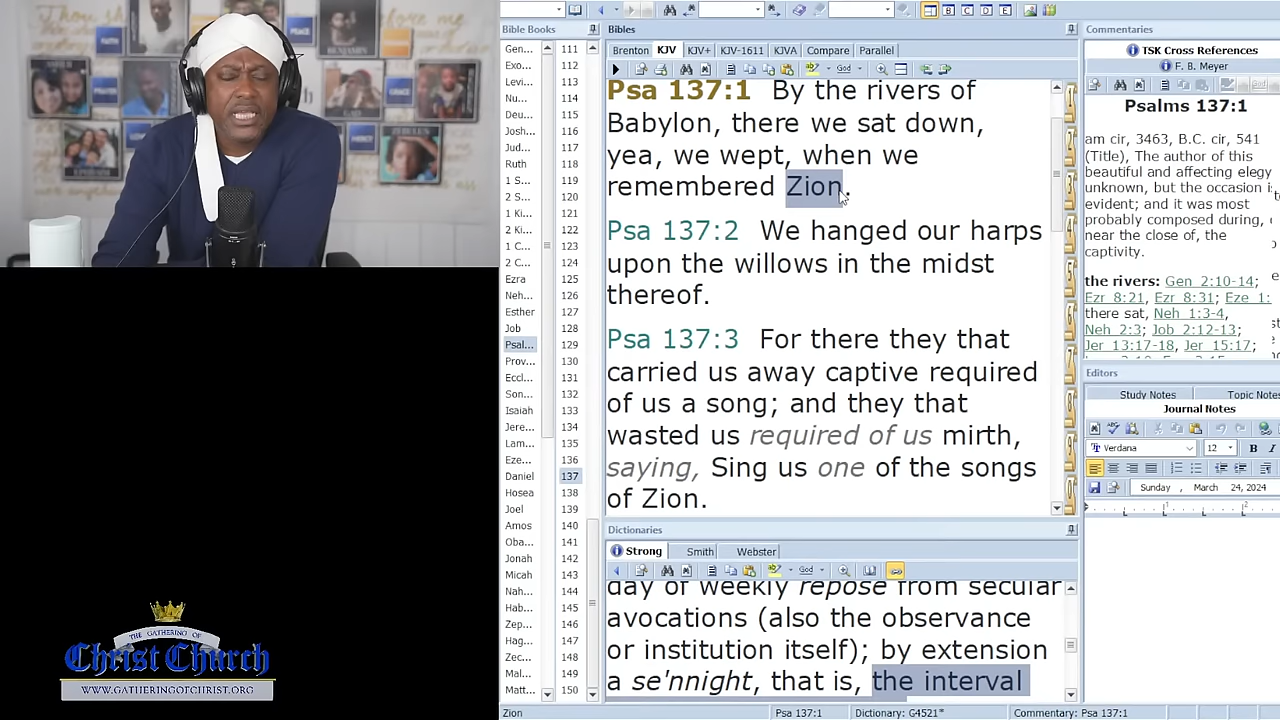 Bible Books
Gen...
Exo...
Levi...
Nu...
Deu...
Josh...
Jud...
Ruth
1 S...
2 S...
1 Ki...
2 Ki...
1 C...
2 C...
Ezra
Neh...
Esther
Job
Psal...
Prov...
Eccl...
Son...
Isaiah
Jere...
Lam...
Eze...
Daniel
Hosea
Joel
Amos
Oba...
Jonah
Micah
Nah...
Hab...
Zep...
Hag...
Zec...
Mal...
Matt...
111
112
113
114
115
116
117
118
119
120
121
122
123
124
125
126
127
128
129
130
131
132
133
134
135
136
137
138
139
140
141
142
143
144
145
146
147
148
149
150
Bibles
Brenton KJV KJV+ KJV-1611 KJVA Compare Parallel
Psa 137:1 By the rivers of
Babylon, there we sat down,
yea, we wept, when we
remembered Zion.
Psa 137:2 We hanged our harps
upon the willows in the midst
thereof.
Psa 137:3 For there they that
carried us away captive required
of us a song; and they that
wasted us required of us mirth,
saying, Sing us one of the songs
of Zion.
Dictionaries
Strong Smith Webster
day of weekly repose from secular
avocations (also the observance
or institution itself); by extension
a se'nnight, that is, the interval
Commentaries
TSK Cross References
F. B. Meyer
Psalms 137:1
am cir, 3463, B.C. cir, 541
(Title), The author of this
beautiful and affecting elegy
unknown, but the occasion i
evident; and it was most
probably composed during,
near the close of, the
captivity.
the rivers: Gen 2:10-14;
Ezr 8:21, Ezr 8:31; Eze 1:
there sat, Neh 1:3-4,
Neh 2:3; Job 2:12-13;
Jer 13:17-18, Jer 15:17;
Editors
Study Notes Topic Notes
Journal Notes
Verdana 12 B I
Sunday , March 24, 2024
Zion Psa 137:1 Dictionary: G4521* Commentary: Psa 137:1
THE GATHERING OF
Christ Church
WWW.GATHERINGOFCHRIST.ORG